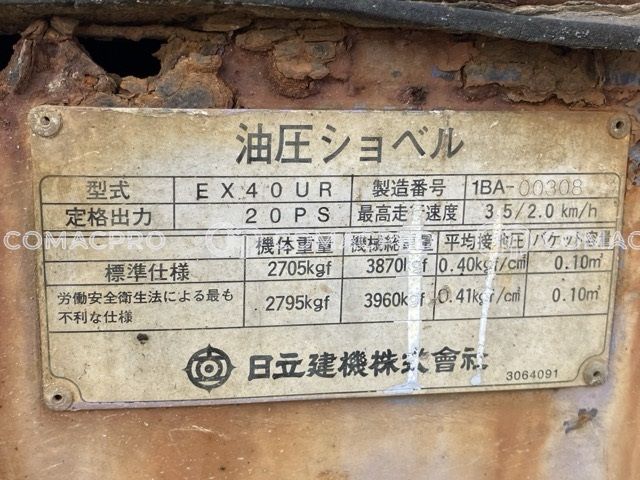 油圧ショベル
型式 EX40UR 製造番号 1BA-00308
定格出力 20PS 最高走行速度 3.5/2.0 km/h
機体重量 機械総重量 平均接地圧 バケット容量
標準仕様 2705kgf 3870kgf 0.40kgf/c㎡ 0.10㎥
労働安全衛生法による最も
不利な仕様 2795kgf 3960kgf 0.41kgf/c㎡ 0.10㎥
日立建機株式會社
3064091
COMACPRO